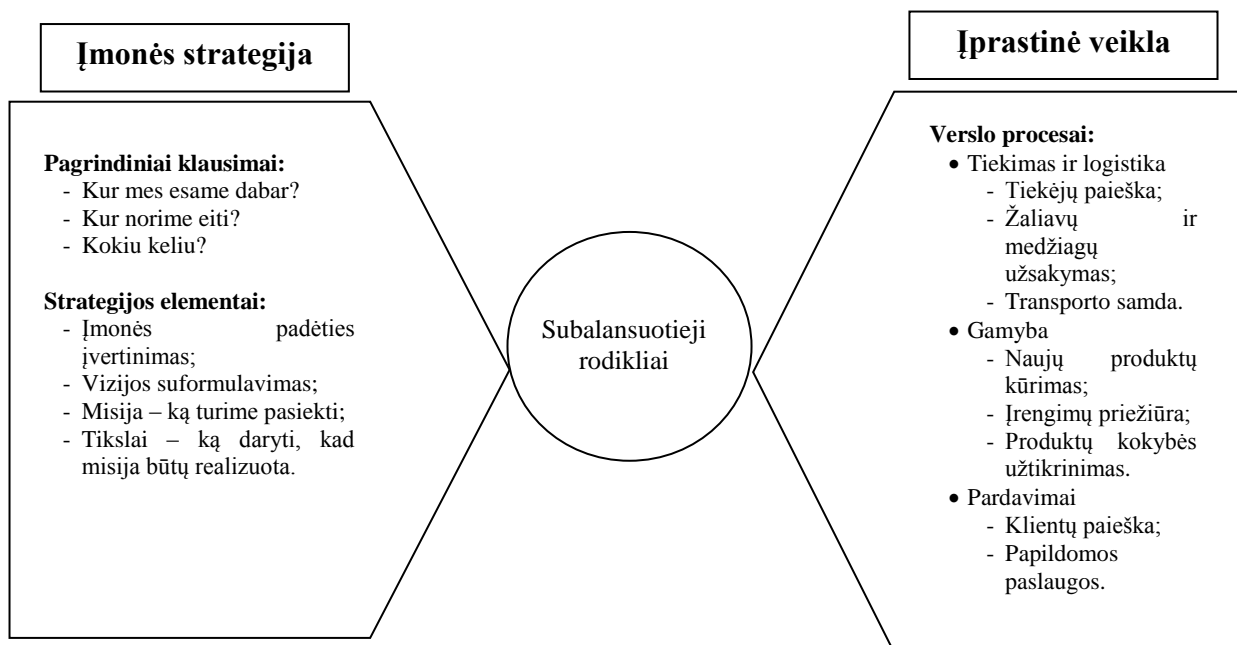 Įmonės strategija
Pagrindiniai klausimai:
- Kur mes esame dabar?
- Kur norime eiti?
- Kokiu keliu?
Strategijos elementai:
- Įmonės padėties
įvertinimas;
- Vizijos suformulavimas;
- Misija – ką turime pasiekti;
- Tikslai – ką daryti, kad
misija būtų realizuota.
Subalansuotieji
rodikliai
Įprastinė veikla
Verslo procesai:
• Tiekimas ir logistika
- Tiekėjų paieška;
- Žaliavų ir
medžiagų
užsakymas;
- Transporto samda.
• Gamyba
- Naujų produktų
kūrimas;
- Įrengimų priežiūra;
- Produktų kokybės
užtikrinimas.
• Pardavimai
- Klientų paieška;
- Papildomos
paslaugos.